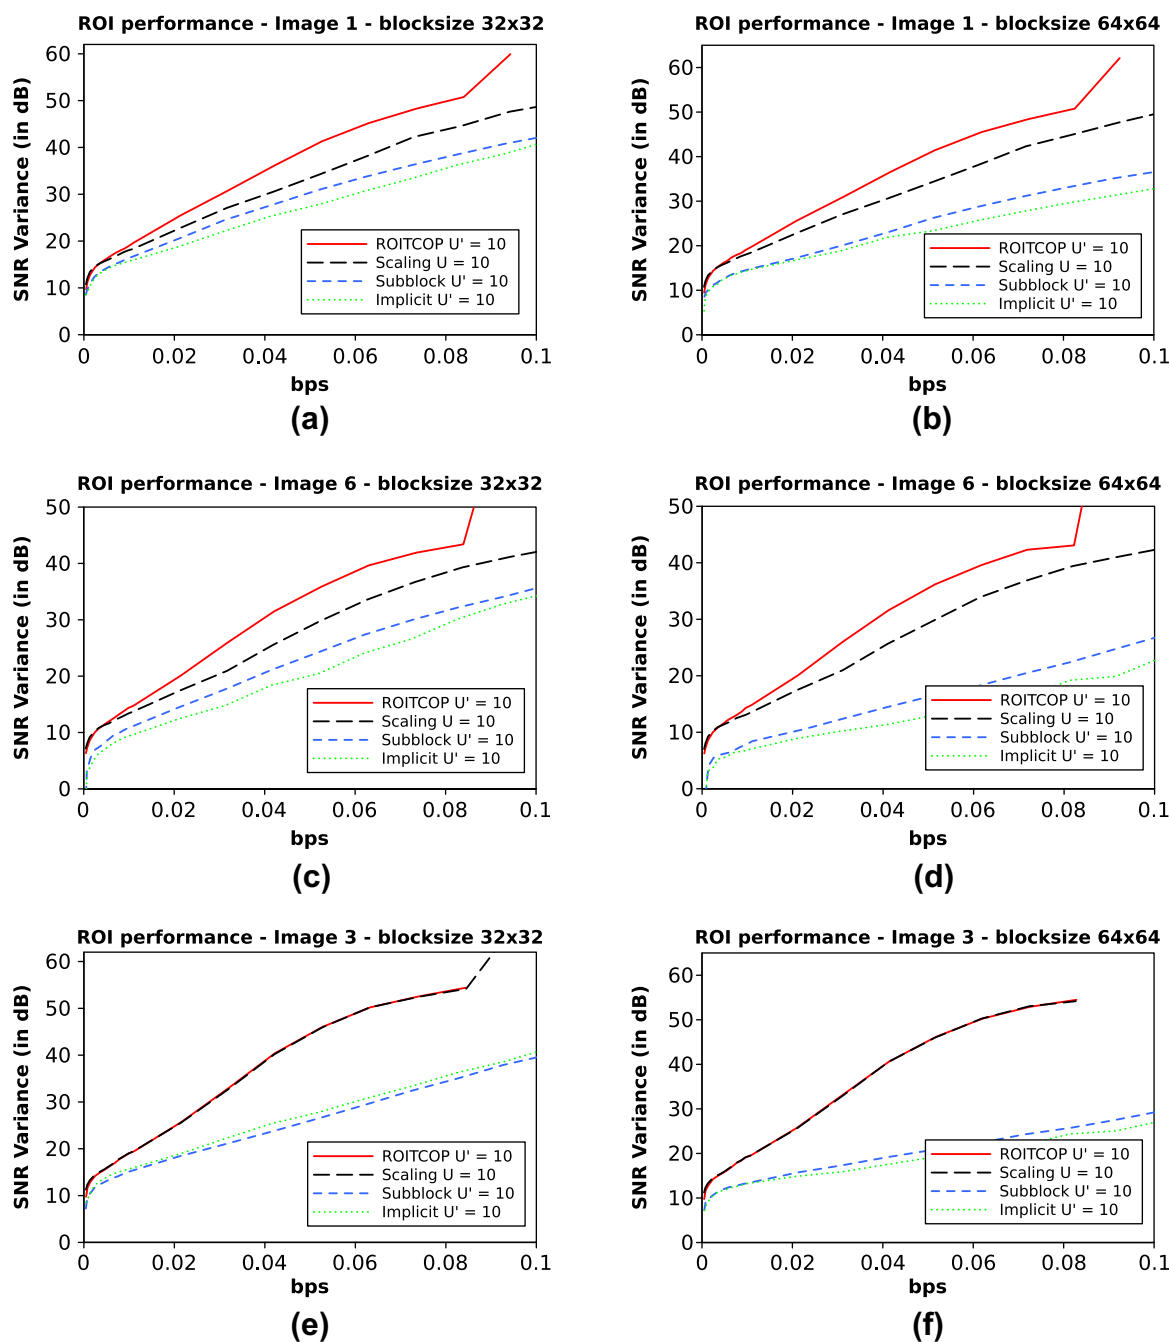 ROI performance - Image 1 - blocksize 32x32
SNR Variance (in dB)
60
50
40
30
20
10
0
ROITCOP U' = 10
Scaling U = 10
Subblock U' = 10
Implicit U' = 10
0 0.02 0.04 0.06 0.08 0.1
bps
(a)
ROI performance - Image 1 - blocksize 64x64
SNR Variance (in dB)
60
50
40
30
20
10
0
ROITCOP U' = 10
Scaling U = 10
Subblock U' = 10
Implicit U' = 10
0 0.02 0.04 0.06 0.08 0.1
bps
(b)
ROI performance - Image 6 - blocksize 32x32
SNR Variance (in dB)
50
40
30
20
10
0
ROITCOP U' = 10
Scaling U = 10
Subblock U' = 10
Implicit U' = 10
0 0.02 0.04 0.06 0.08 0.1
bps
(c)
ROI performance - Image 6 - blocksize 64x64
SNR Variance (in dB)
50
40
30
20
10
0
ROITCOP U' = 10
Scaling U = 10
Subblock U' = 10
Implicit U' = 10
0 0.02 0.04 0.06 0.08 0.1
bps
(d)
ROI performance - Image 3 - blocksize 32x32
SNR Variance (in dB)
60
50
40
30
20
10
0
ROITCOP U' = 10
Scaling U = 10
Subblock U' = 10
Implicit U' = 10
0 0.02 0.04 0.06 0.08 0.1
bps
(e)
ROI performance - Image 3 - blocksize 64x64
SNR Variance (in dB)
60
50
40
30
20
10
0
ROITCOP U' = 10
Scaling U = 10
Subblock U' = 10
Implicit U' = 10
0 0.02 0.04 0.06 0.08 0.1
bps
(f)